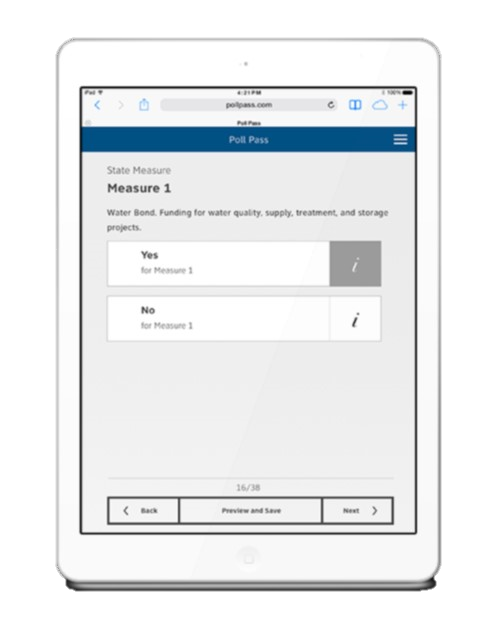 iPad
4:21 PM
100%
pollpass.com
Poll Pass
Poll Pass
State Measure
Measure 1
Water Bond. Funding for water quality, supply, treatment, and storage
projects.
Yes
i
for Measure 1
No
i
for Measure 1
16/38
Back
Preview and Save
Next